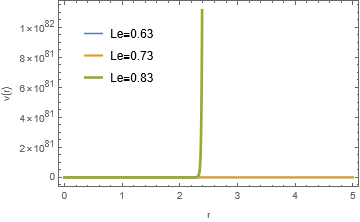 1×10^82
8×10^81
6×10^81
4×10^81
2×10^81
0
v(r)
Le=0.63
Le=0.73
Le=0.83
0 1 2 3 4 5
r